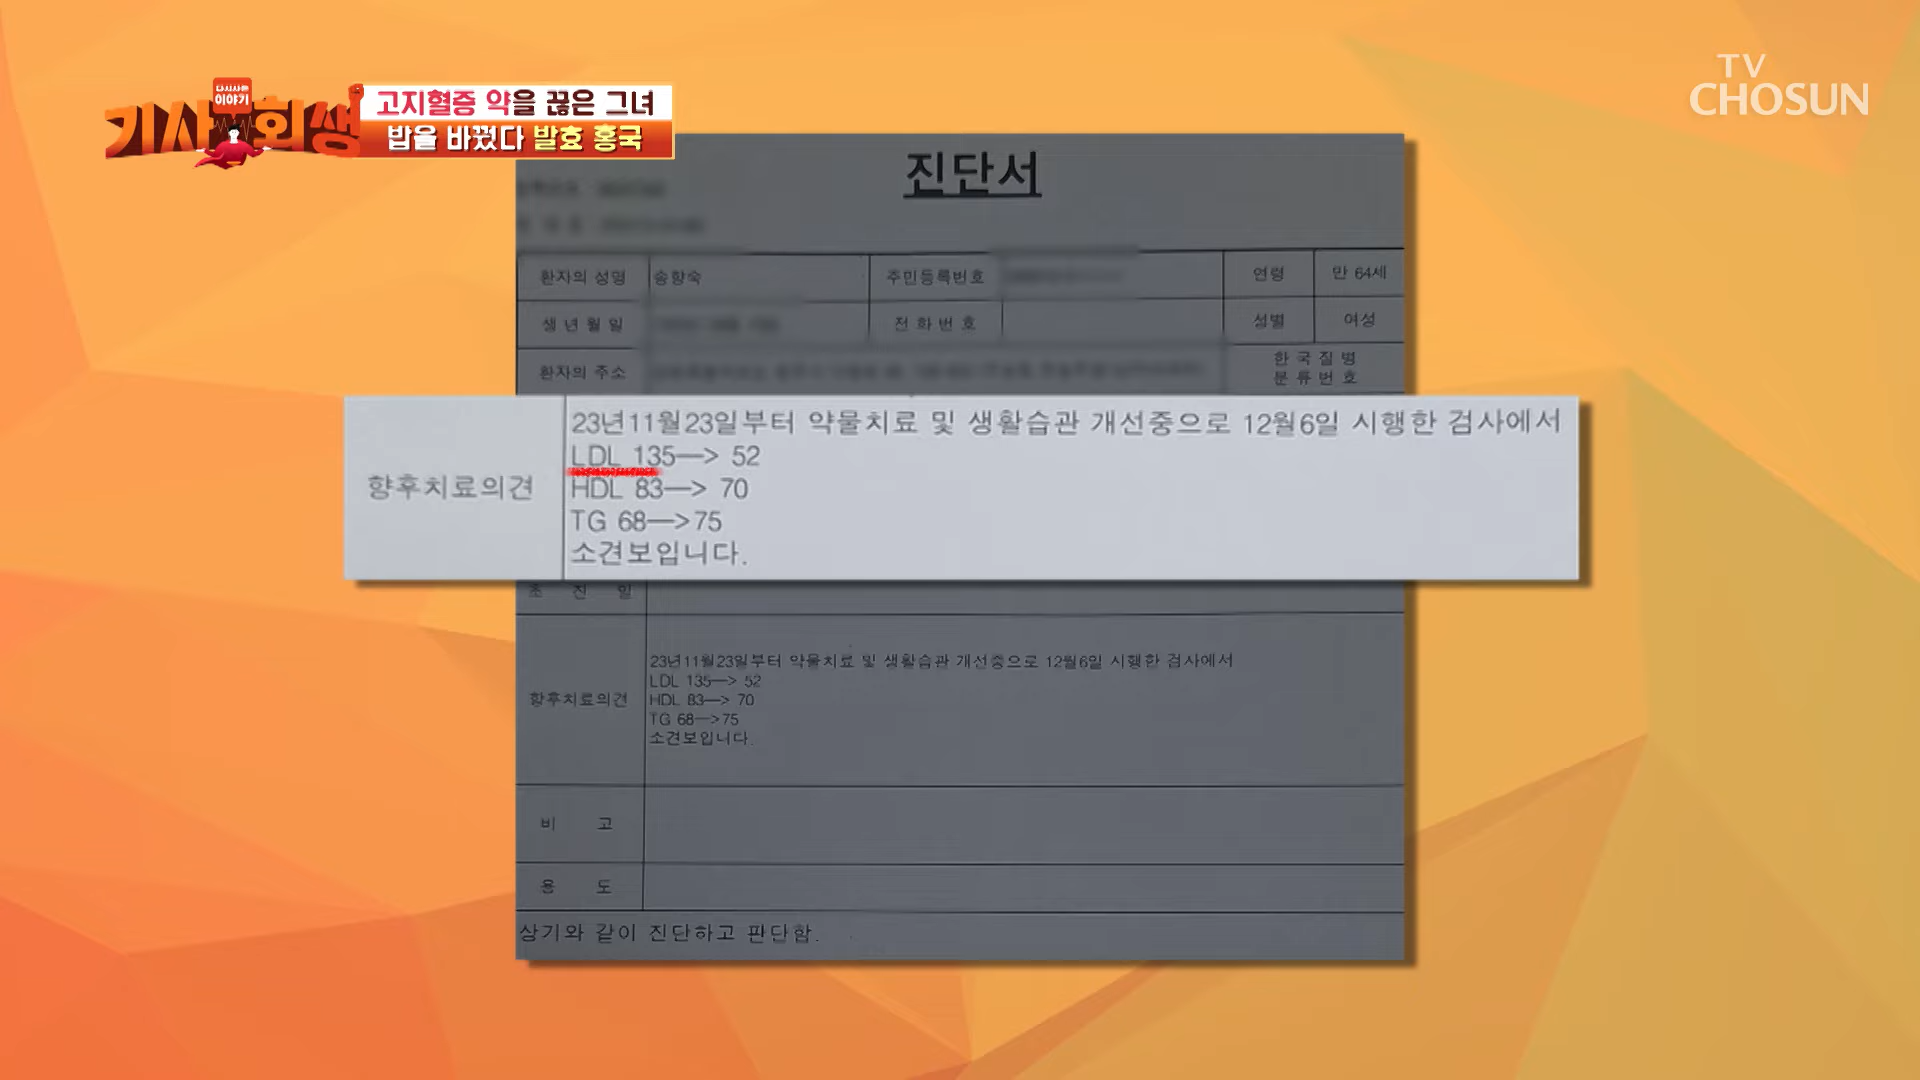 다시 사는
이야기
기사회생
고지혈증 약을 끊은 그녀
밥을 바꿨다 발효 홍국
TV
CHOSUN
진단서
환자의 성명 송향숙 주민등록번호 연령 만 64세
생 년 월 일 전 화 번 호 성별 여성
환자의 주소 한 국 질 병
분 류 번 호
향후치료의견
23년11월23일부터 약물치료 및 생활습관 개선중으로 12월6일 시행한 검사에서
LDL 135—> 52
HDL 83—> 70
TG 68—>75
소견보입니다.
초 진 일
향후치료의견
23년11월23일부터 약물치료 및 생활습관 개선중으로 12월6일 시행한 검사에서
LDL 135—> 52
HDL 83—> 70
TG 68—>75
소견보입니다.
비 고
용 도
상기와 같이 진단하고 판단함.